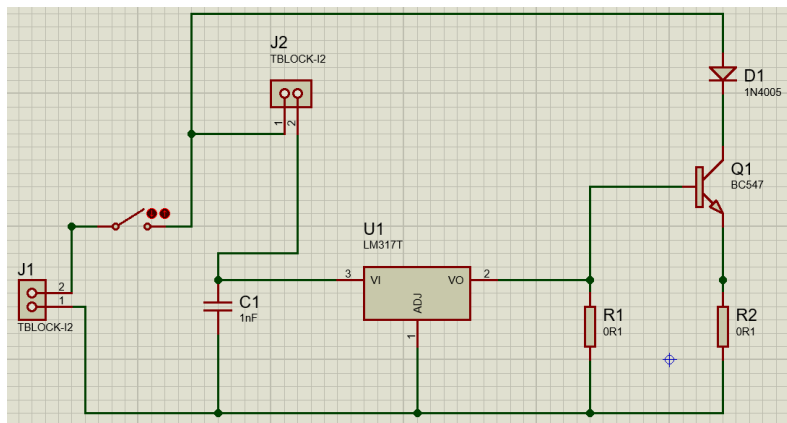 J2
TBLOCK-I2
1
2
D1
1N4005
Q1
BC547
U1
LM317T
J1
2
1
TBLOCK-I2
3
VI
VO
2
ADJ
1
C1
1nF
R1
0R1
R2
0R1